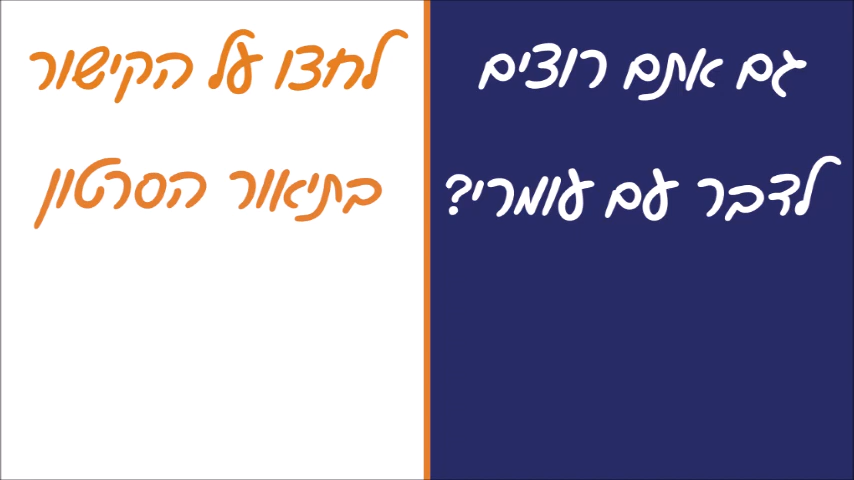 גם אתם רוצים
לדבר עם עומרי?
לחצו על הקישור
בתיאור הסרטון